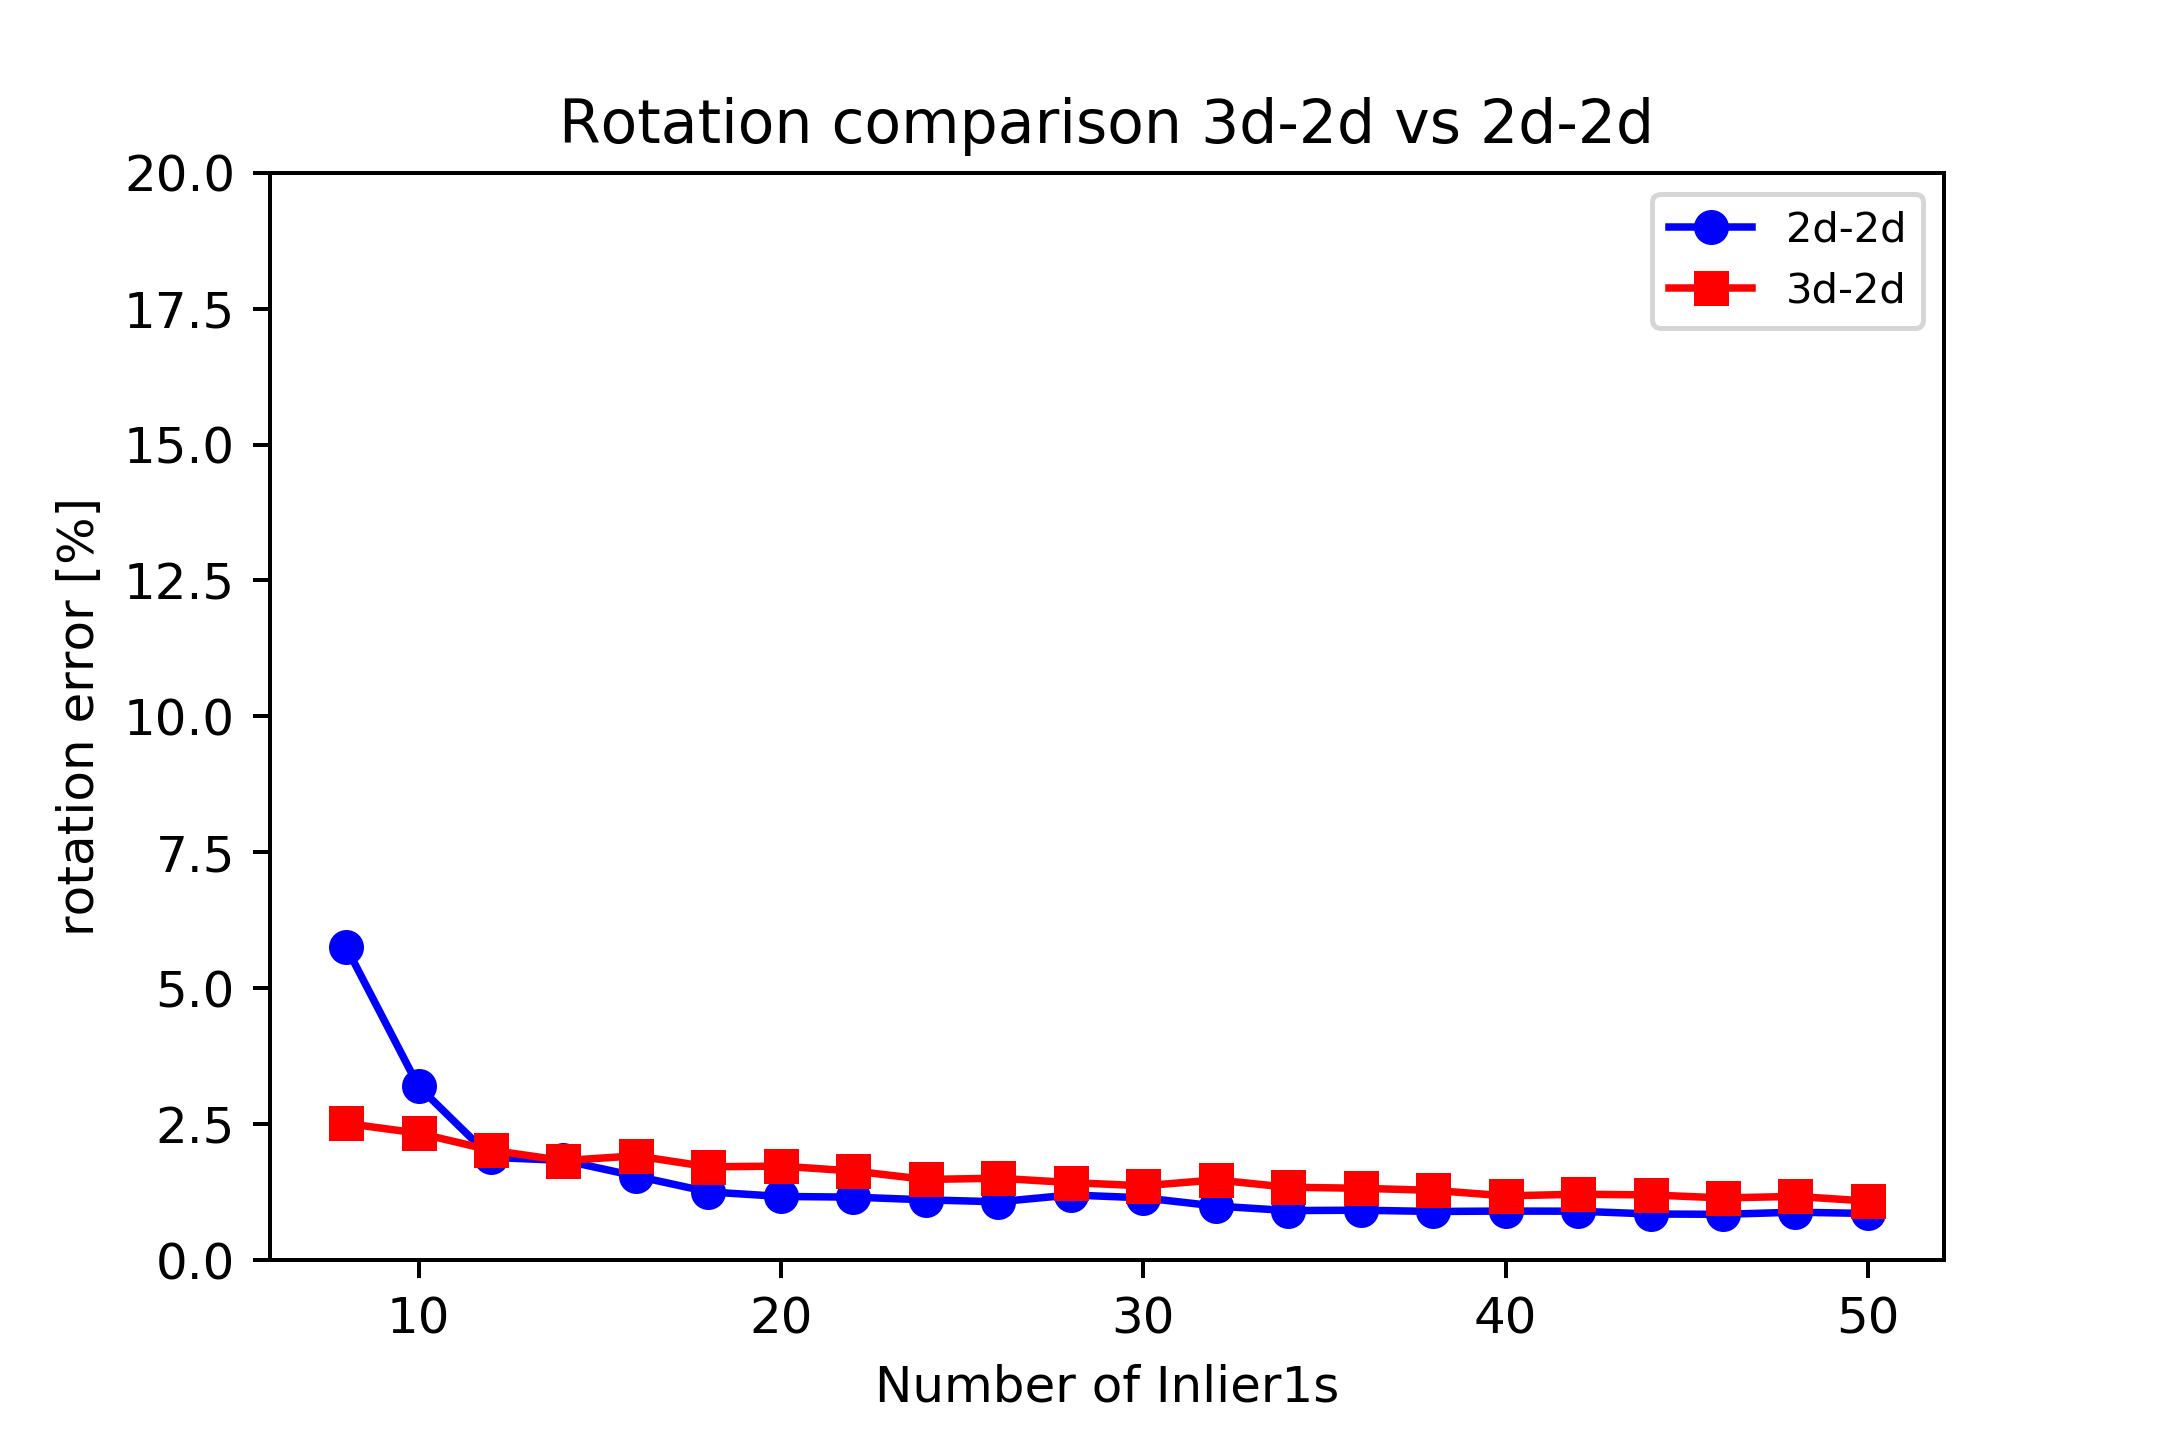 Rotation comparison 3d-2d vs 2d-2d
20.0
17.5
15.0
12.5
10.0
7.5
5.0
2.5
0.0
rotation error [%]
2d-2d
3d-2d
10 20 30 40 50
Number of Inlier1s